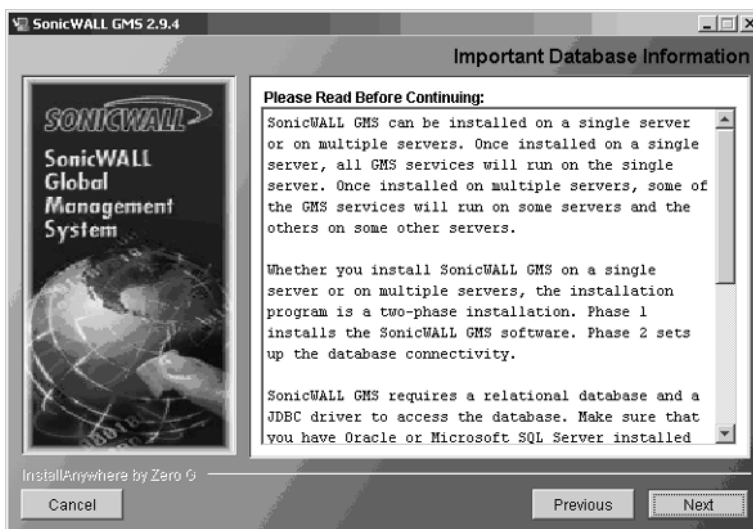 SonicWALL GMS 2.9.4
Important Database Information
SONICWALL
SonicWALL
Global
Management
System
Please Read Before Continuing:
SonicWALL GMS can be installed on a single server
or on multiple servers. Once installed on a single
server, all GMS services will run on the single
server. Once installed on multiple servers, some of
the GMS services will run on some servers and the
others on some other servers.
Whether you install SonicWALL GMS on a single
server or on multiple servers, the installation
program is a two-phase installation. Phase 1
installs the SonicWALL GMS software. Phase 2 sets
up the database connectivity.
SonicWALL GMS requires a relational database and a
JDBC driver to access the database. Make sure that
you have Oracle or Microsoft SQL Server installed
InstallAnywhere by Zero G
Cancel
Previous
Next